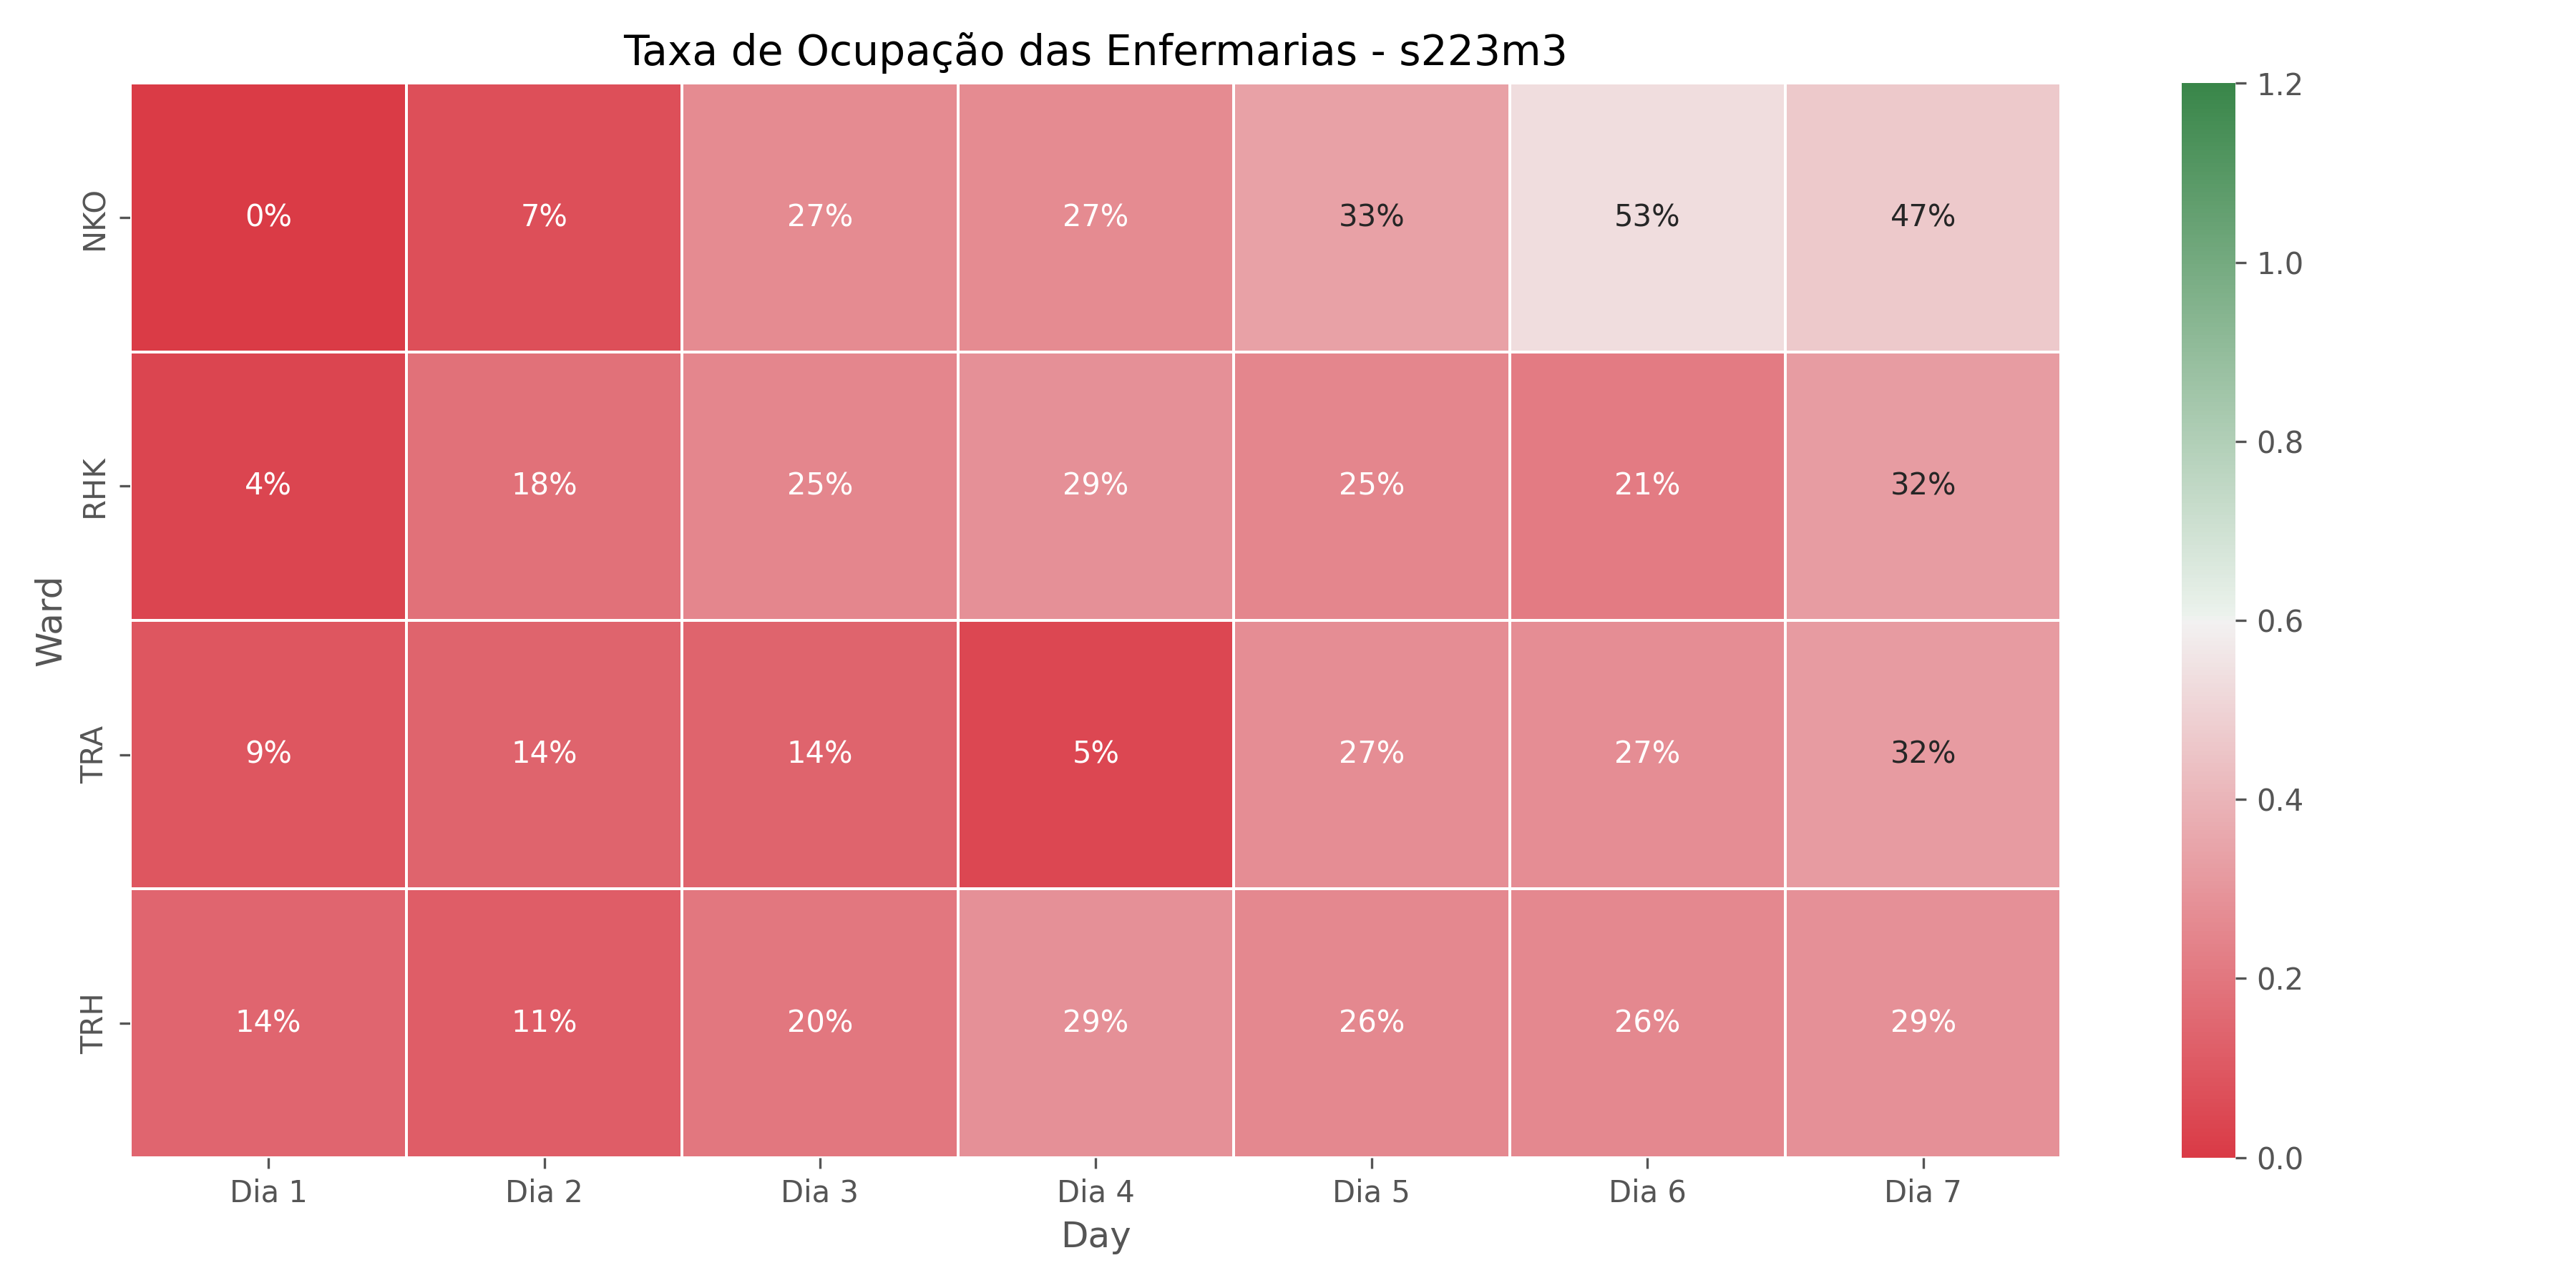 Taxa de Ocupação das Enfermarias - s223m3
Ward
NKO 0% 7% 27% 27% 33% 53% 47%
RHK 4% 18% 25% 29% 25% 21% 32%
TRA 9% 14% 14% 5% 27% 27% 32%
TRH 14% 11% 20% 29% 26% 26% 29%
Dia 1 Dia 2 Dia 3 Dia 4 Dia 5 Dia 6 Dia 7
Day
1.2
1.0
0.8
0.6
0.4
0.2
0.0